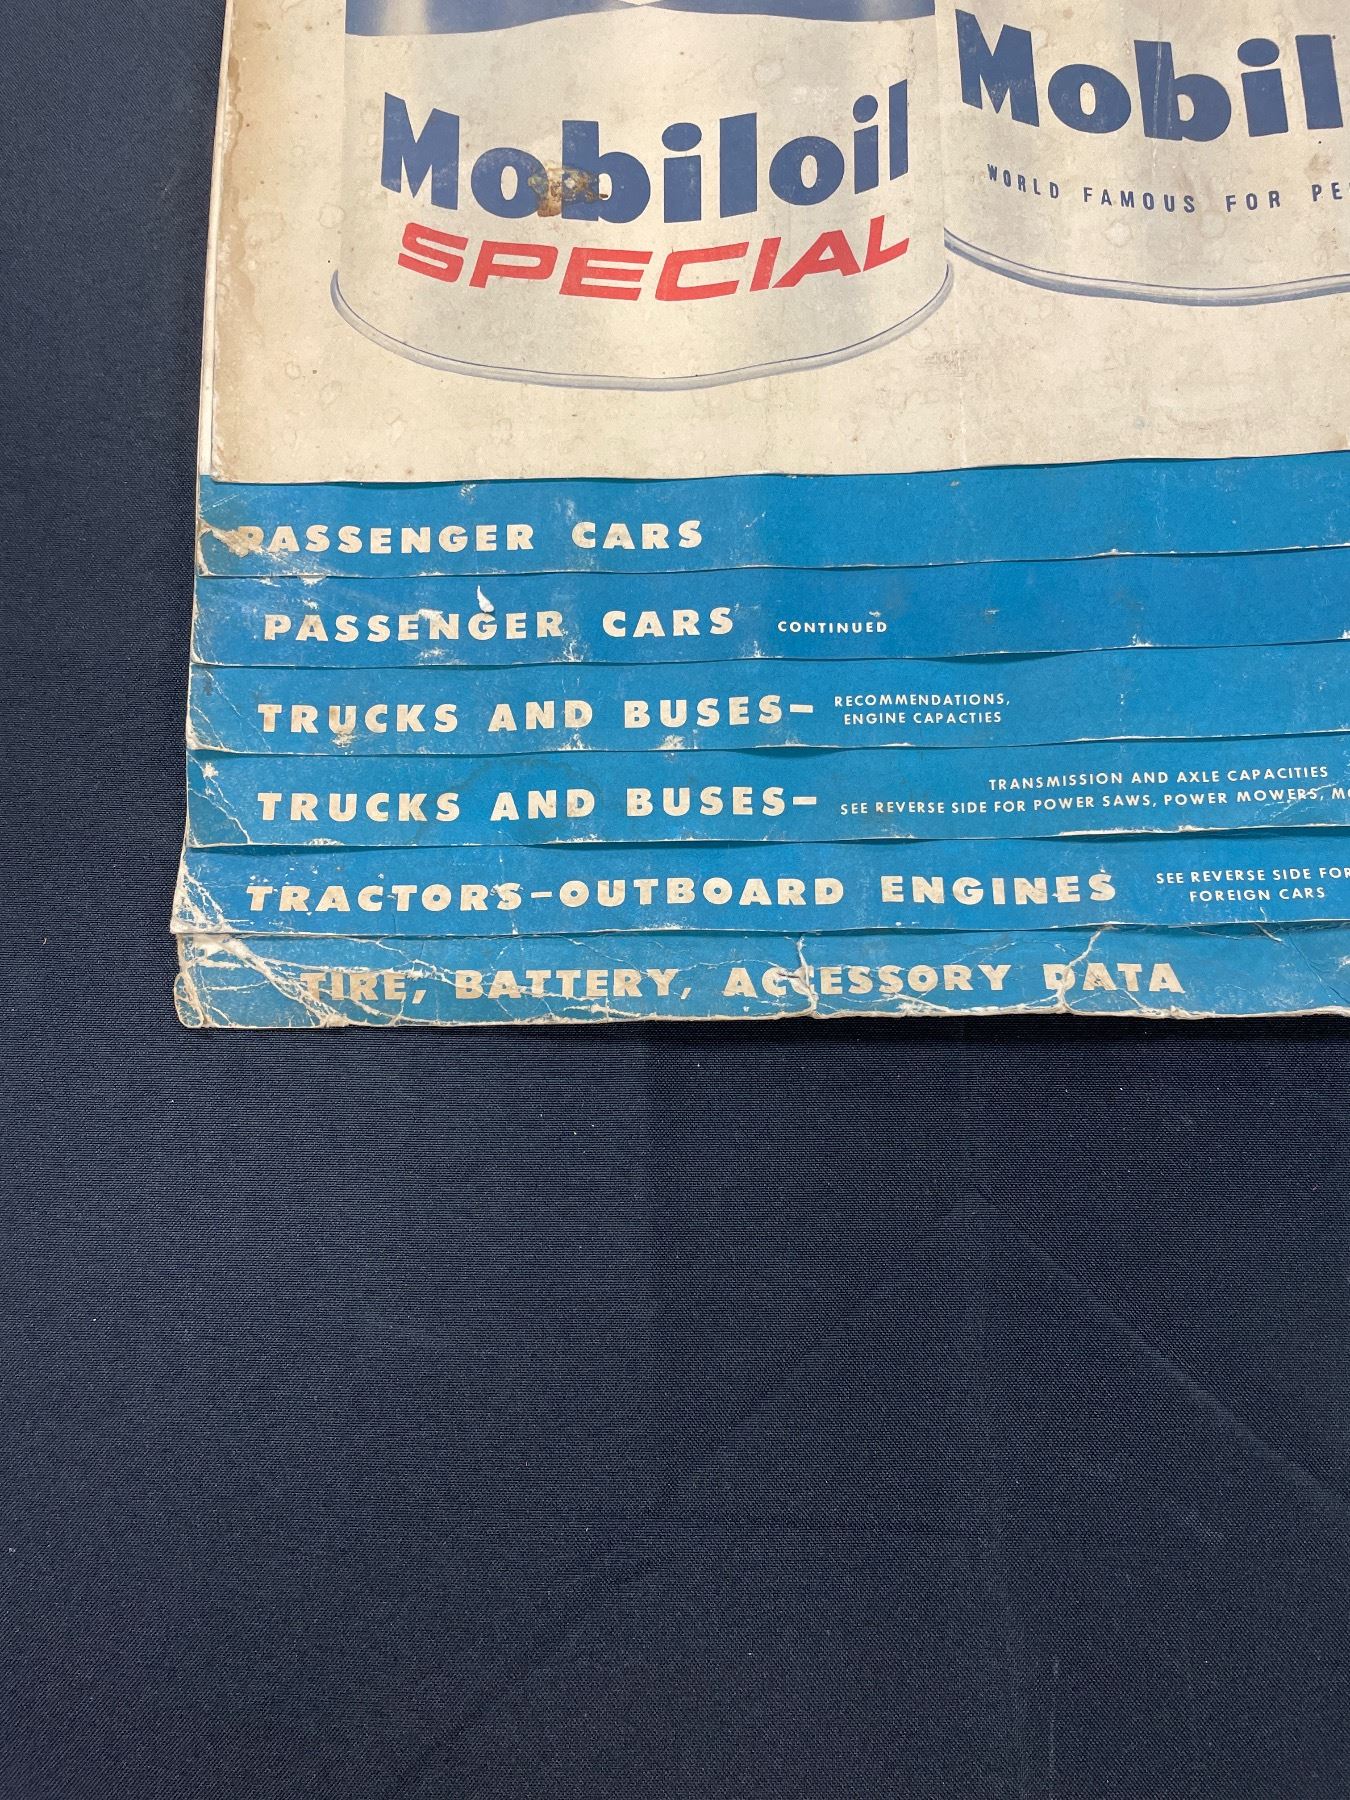 Mobiloil
SPECIAL
Mobil
WORLD FAMOUS FOR
PASSENGER CARS
PASSENGER CARS CONTINUED
TRUCKS AND BUSES— RECOMMENDATIONS,
ENGINE CAPACTIES
TRUCKS AND BUSES— TRANSMISSION AND AXLE CAPACITIES
SEE REVERSE SIDE FOR POWER SAWS, POWER MOWERS,
TRACTORS—OUTBOARD ENGINES SEE REVERSE SIDE FOR
FOREIGN CARS
TIRE, BATTERY, ACCESSORY DATA